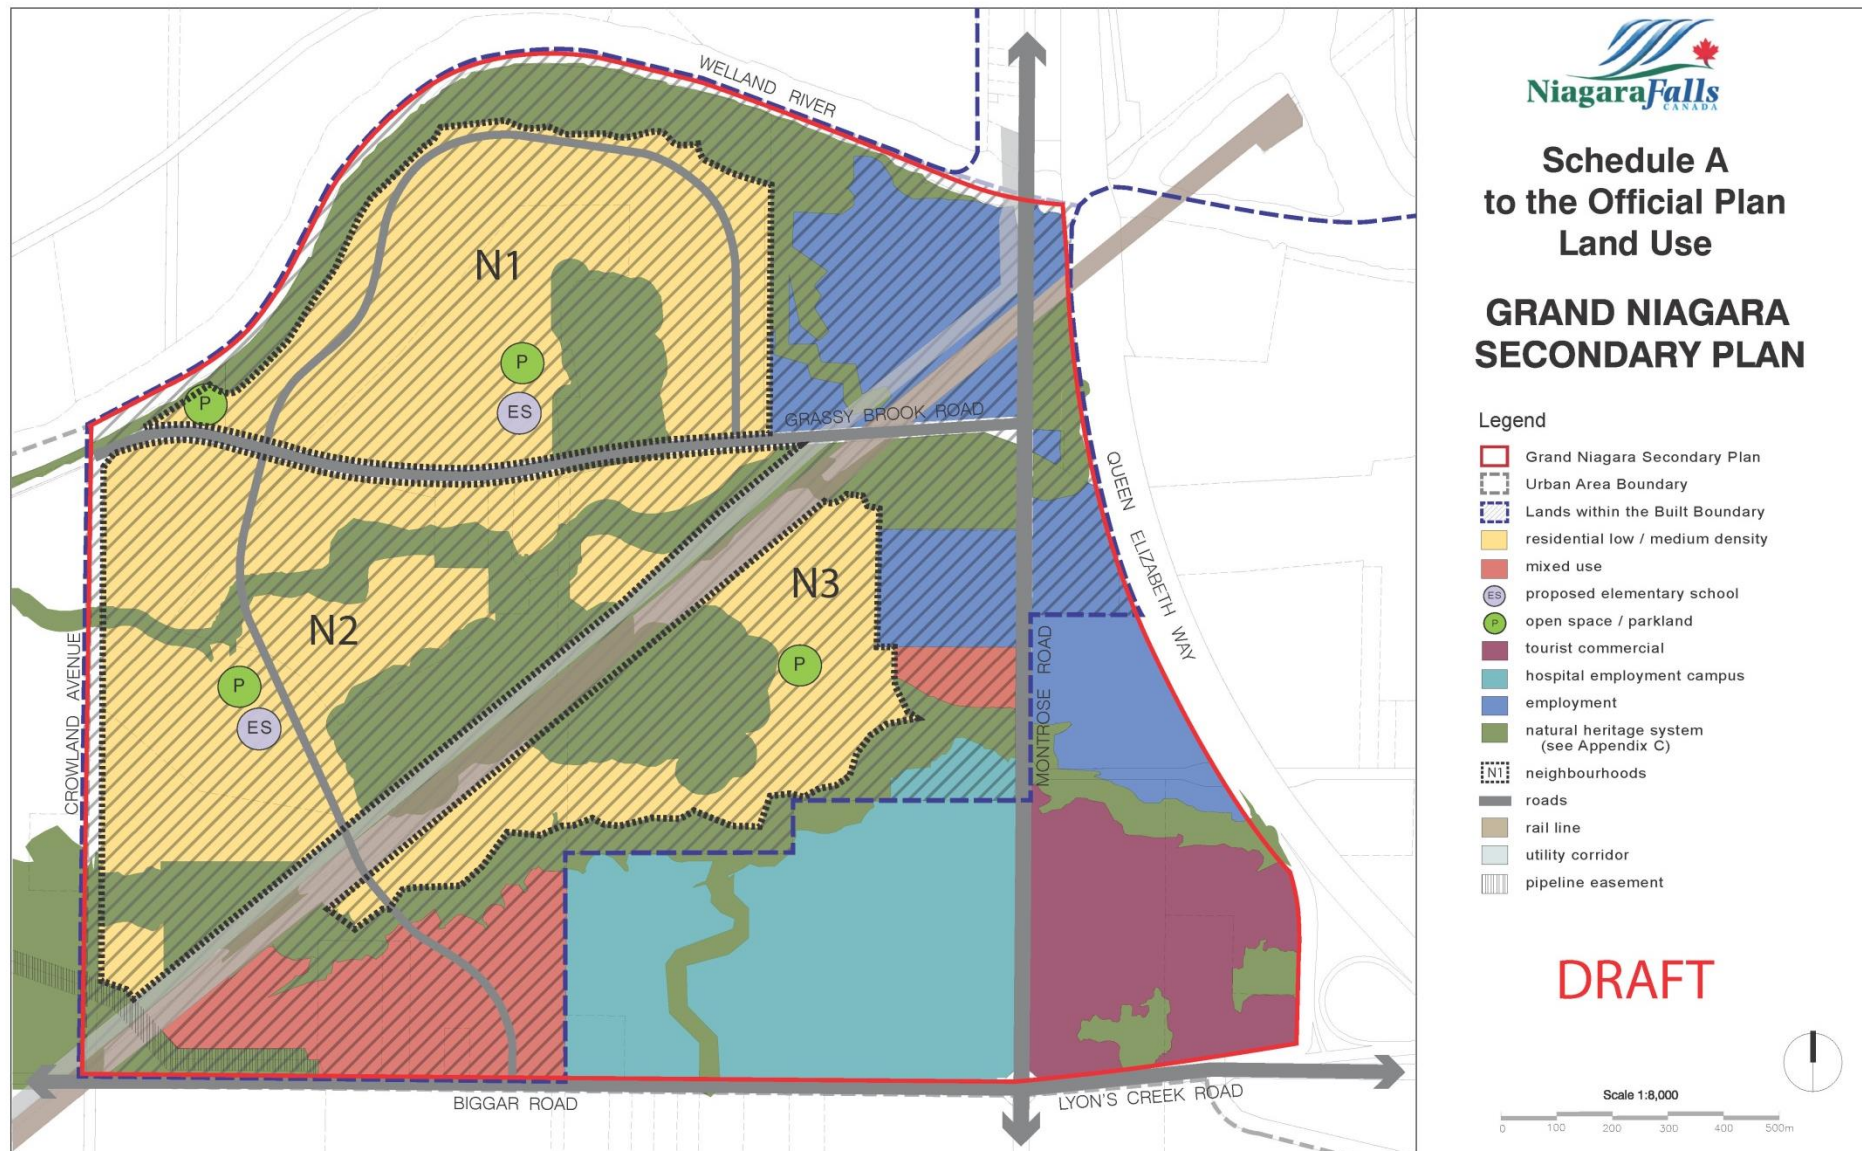 WELLAND RIVER
N1
P
P
ES
GRASSY BROOK ROAD
QUEEN ELIZABETH WAY
N3
N2
P
P
ES
CROWLAND AVENUE
MONTROSE ROAD
BIGGAR ROAD
LYON'S CREEK ROAD
NiagaraFalls
CANADA
Schedule A
to the Official Plan
Land Use
GRAND NIAGARA
SECONDARY PLAN
Legend
Grand Niagara Secondary Plan
Urban Area Boundary
Lands within the Built Boundary
residential low / medium density
mixed use
ES proposed elementary school
P open space / parkland
tourist commercial
hospital employment campus
employment
natural heritage system
(see Appendix C)
N1 neighbourhoods
roads
rail line
utility corridor
pipeline easement
DRAFT
Scale 1:8,000
0 100 200 300 400 500m